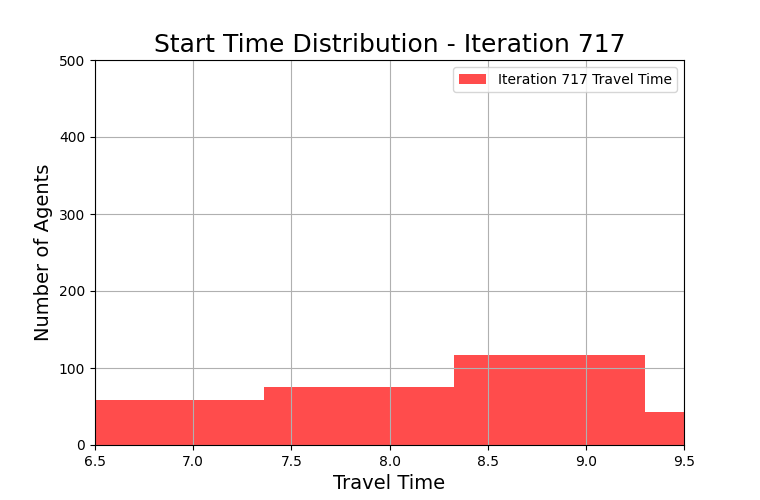 Start Time Distribution - Iteration 717
500
Iteration 717 Travel Time
400
300
200
100
0
Number of Agents
6.5 7.0 7.5 8.0 8.5 9.0 9.5
Travel Time